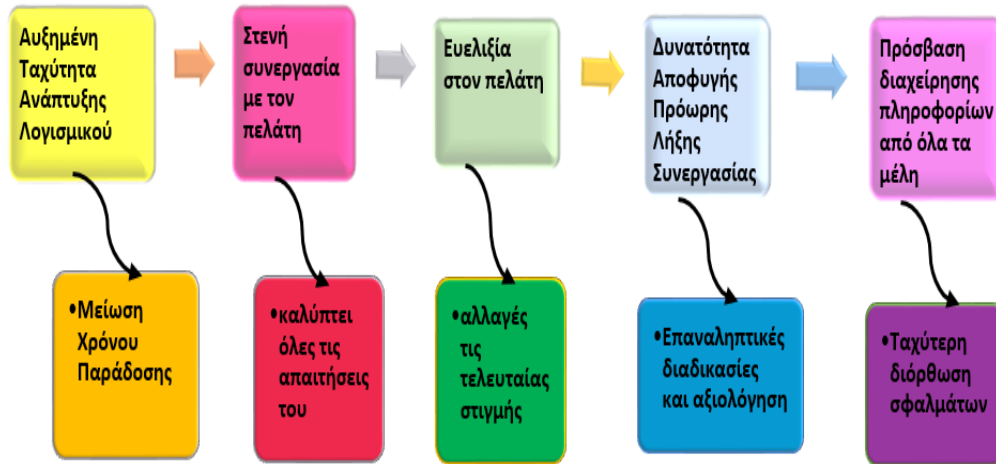 Αυξημένη
Ταχύτητα
Ανάπτυξης
Λογισμικού
Στενή
συνεργασία
με τον
πελάτη
Ευελιξία
στον πελάτη
Δυνατότητα
Αποφυγής
Πρόωρης
Λήξης
Συνεργασίας
Πρόσβαση
διαχείρησης
πληροφορίων
από όλα τα
μέλη
•Μείωση
Χρόνου
Παράδοσης
•καλύπτει
όλες τις
απαιτήσεις
του
•αλλαγές
τις
τελευταίας
στιγμής
•Επαναληπτικές
διαδικασίες
και αξιολόγηση
•Ταχύτερη
διόρθωση
σφαλμάτων